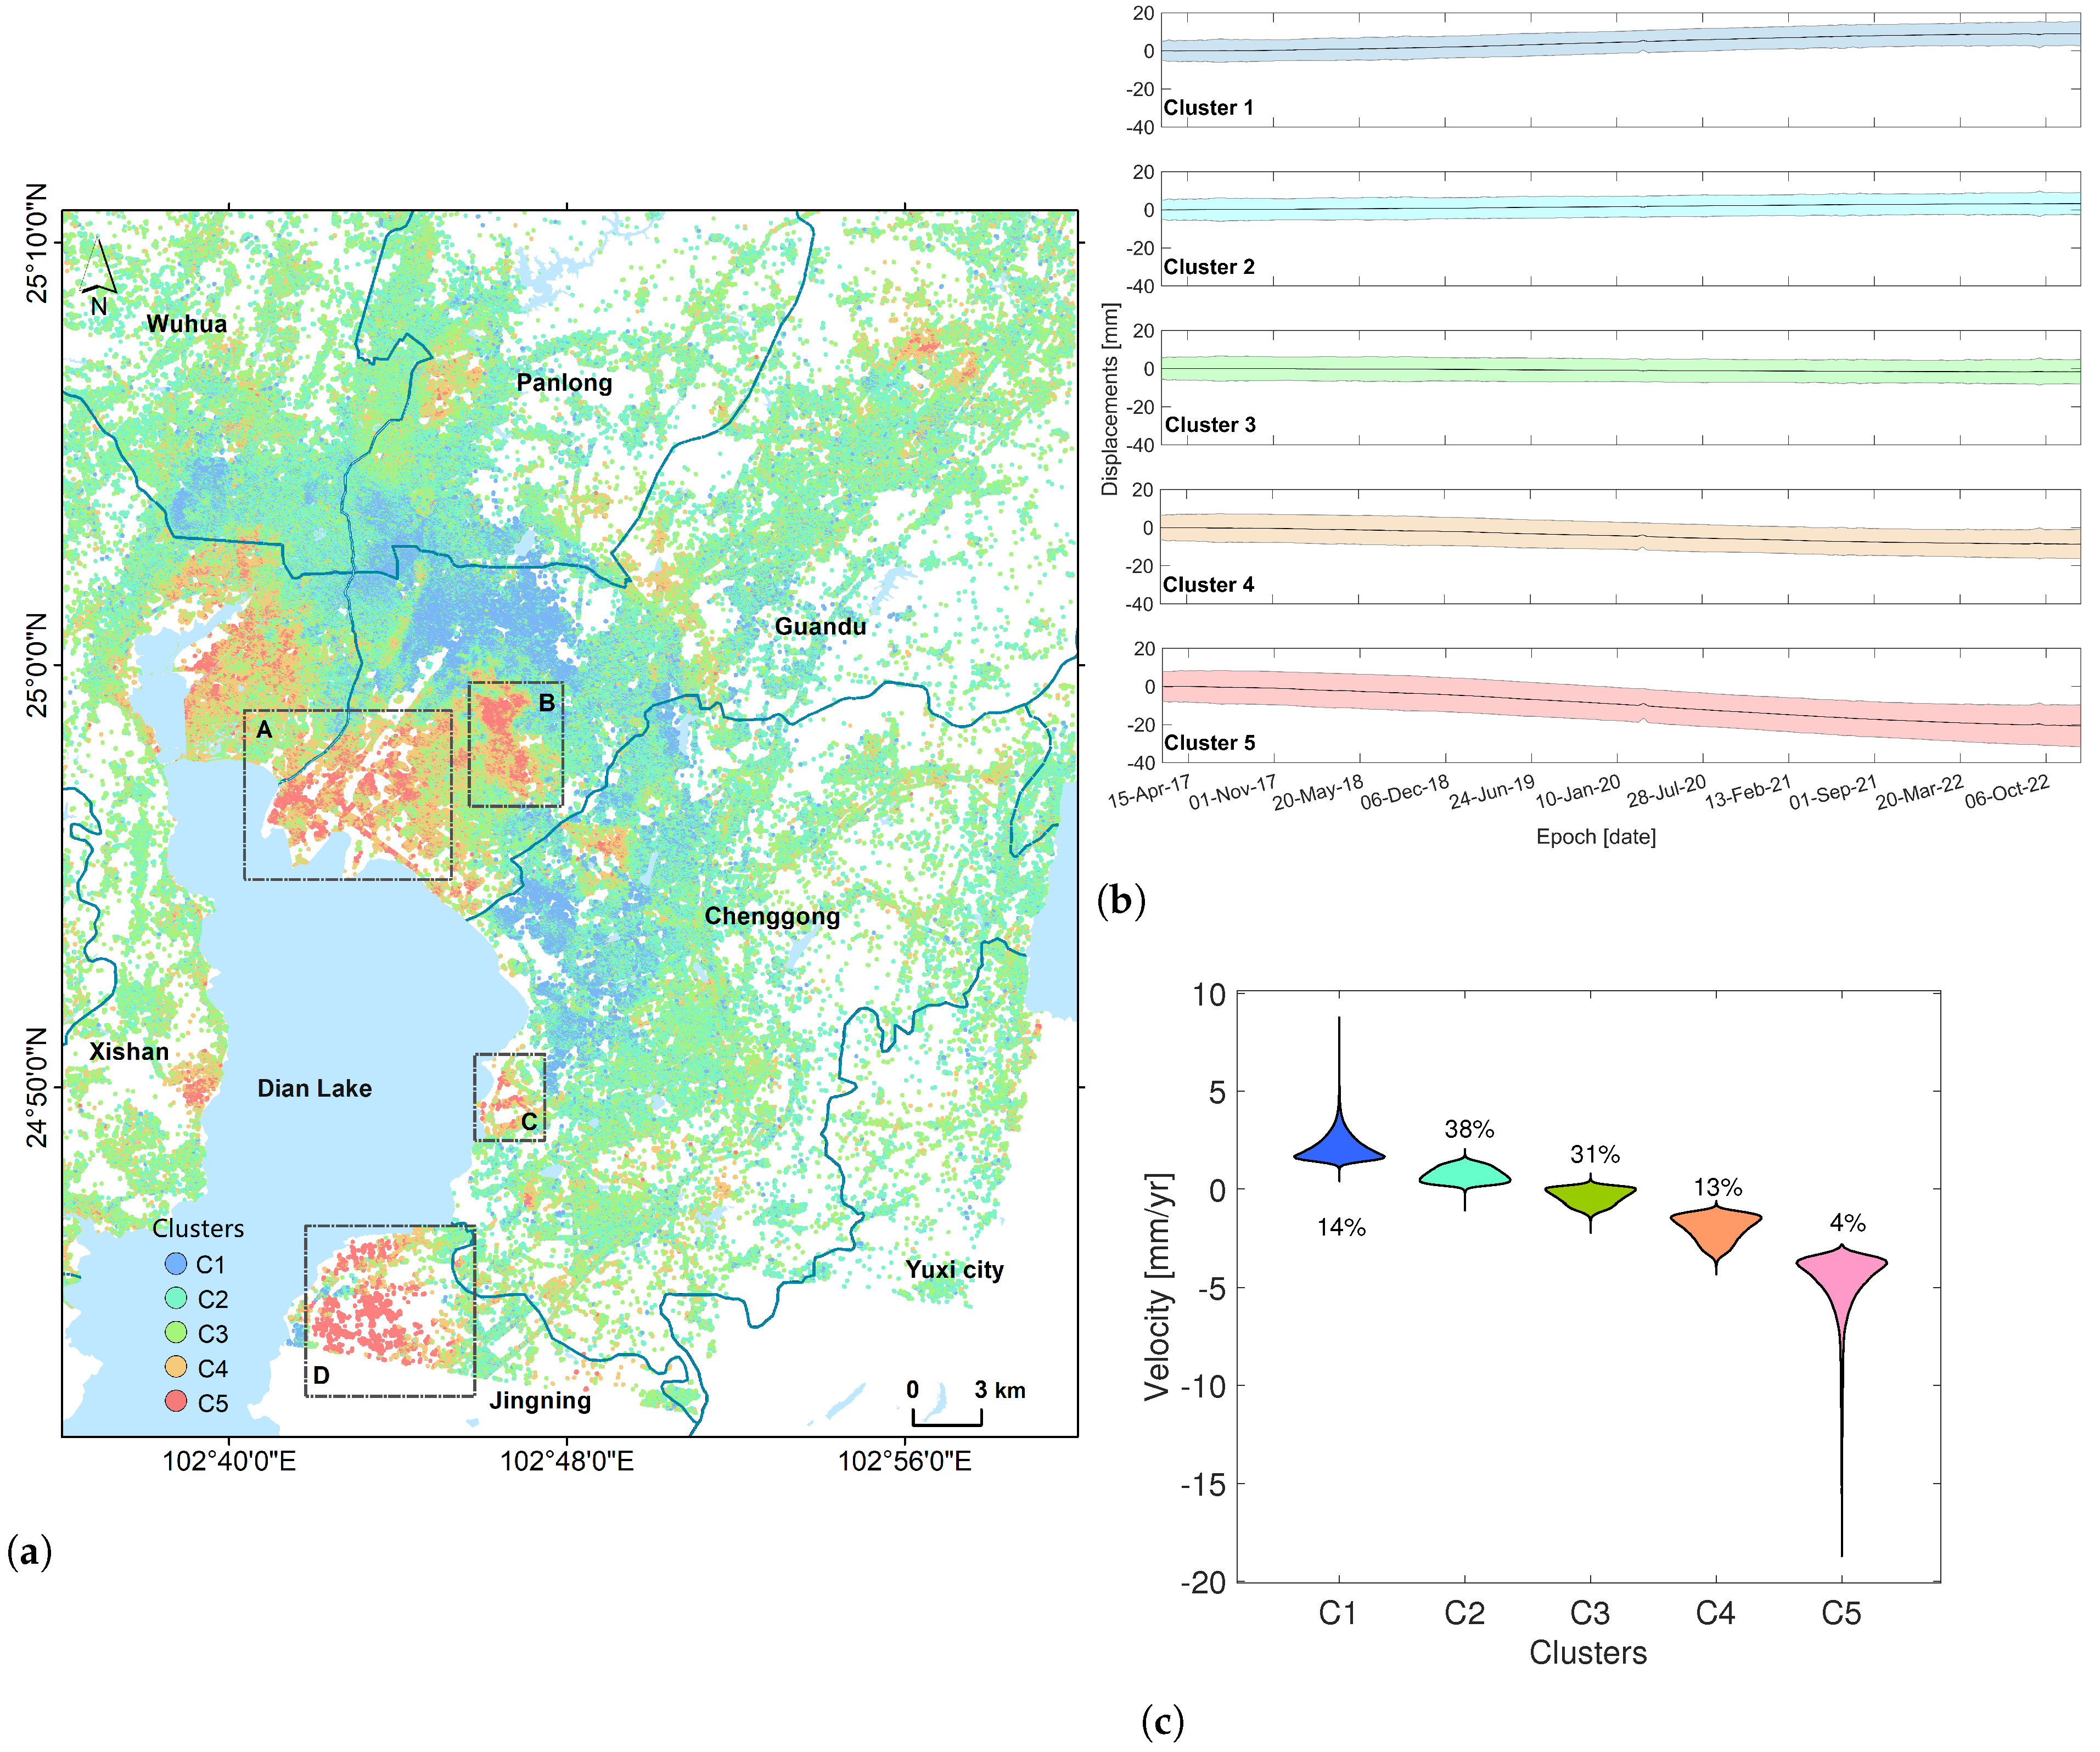 25°10'0"N
25°0'0"N
24°50'0"N
N
Wuhua
Panlong
Guandu
A
B
Chenggong
Xishan
Dian Lake
C
Clusters
C1
C2
C3
C4
C5
D
Yuxi city
Jingning
0 3 km
102°40'0"E 102°48'0"E 102°56'0"E
(a)
Displacements [mm]
20
0
-20
-40
Cluster 1
20
0
-20
-40
Cluster 2
20
0
-20
-40
Cluster 3
20
0
-20
-40
Cluster 4
20
0
-20
-40
Cluster 5
15-Apr-17 01-Nov-17 20-May-18 06-Dec-18 24-Jun-19 10-Jan-20 28-Jul-20 13-Feb-21 01-Sep-21 20-Mar-22 06-Oct-22
Epoch [date]
(b)
Velocity [mm/yr]
10
5
0
-5
-10
-15
-20
14%
38%
31%
13%
4%
C1 C2 C3 C4 C5
Clusters
(c)